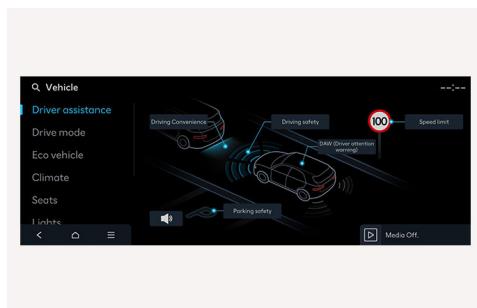 Vehicle
--:--
Driver assistance
Drive mode
Eco vehicle
Climate
Seats
Lights
Driving Convenience
Driving safety
100
Speed limit
DAW (Driver attention
warning)
Parking safety
Media Off.